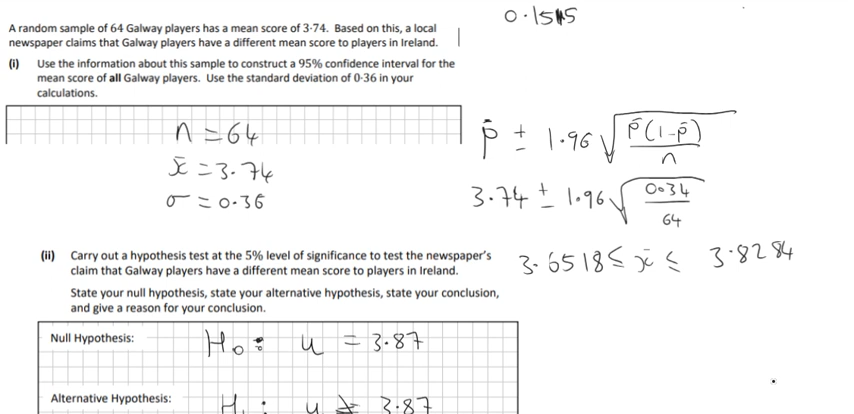 0.1545
A random sample of 64 Galway players has a mean score of 3·74. Based on this, a local
newspaper claims that Galway players have a different mean score to players in Ireland.
(i) Use the information about this sample to construct a 95% confidence interval for the
mean score of all Galway players. Use the standard deviation of 0·36 in your
calculations.
n = 64
x̄ = 3.74
σ = 0.36
p̂ ± 1.96 √(p̂(1-p̂)/n)
3.74 ± 1.96 √(0.34/64)
3.6518 ≤ x̄ ≤ 3.8284
(ii) Carry out a hypothesis test at the 5% level of significance to test the newspaper's
claim that Galway players have a different mean score to players in Ireland.
State your null hypothesis, state your alternative hypothesis, state your conclusion,
and give a reason for your conclusion.
Null Hypothesis: H₀: u = 3.87
Alternative Hypothesis: H₁: u ≠ 3.87